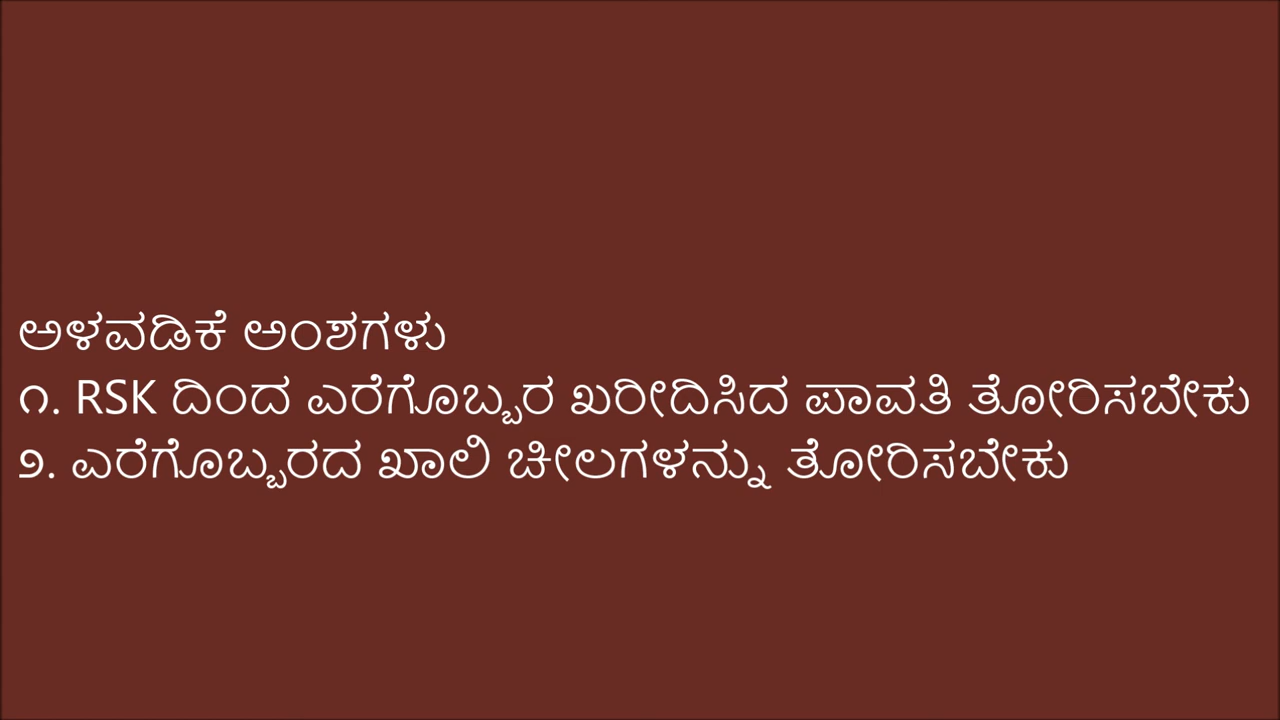 ಅಳವಡಿಕೆ ಅಂಶಗಳು
೧. RSK ದಿಂದ ಎರೆಗೊಬ್ಬರ ಖರೀದಿಸಿದ ಪಾವತಿ ತೋರಿಸಬೇಕು
೨. ಎರೆಗೊಬ್ಬರದ ಖಾಲಿ ಚೀಲಗಳನ್ನು ತೋರಿಸಬೇಕು